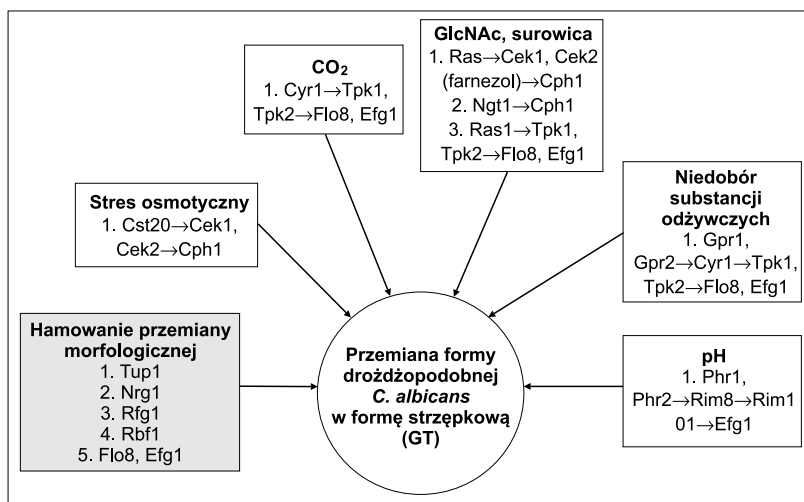 GlcNAc, surowica
1. Ras→Cek1, Cek2
(farnezol)→Cph1
2. Ngt1→Cph1
3. Ras1→Tpk1,
Tpk2→Flo8, Efg1
CO₂
1. Cyr1→Tpk1,
Tpk2→Flo8, Efg1
Stres osmotyczny
1. Cst20→Cek1,
Cek2→Cph1
Niedobór
substancji
odżywczych
1. Gpr1,
Gpr2→Cyr1→Tpk1,
Tpk2→Flo8, Efg1
Hamowanie przemiany
morfologicznej
1. Tup1
2. Nrg1
3. Rfg1
4. Rbf1
5. Flo8, Efg1
Przemiana formy
drożdżopodobnej
C. albicans
w formę strzępkową
(GT)
pH
1. Phr1,
Phr2→Rim8→Rim1
01→Efg1